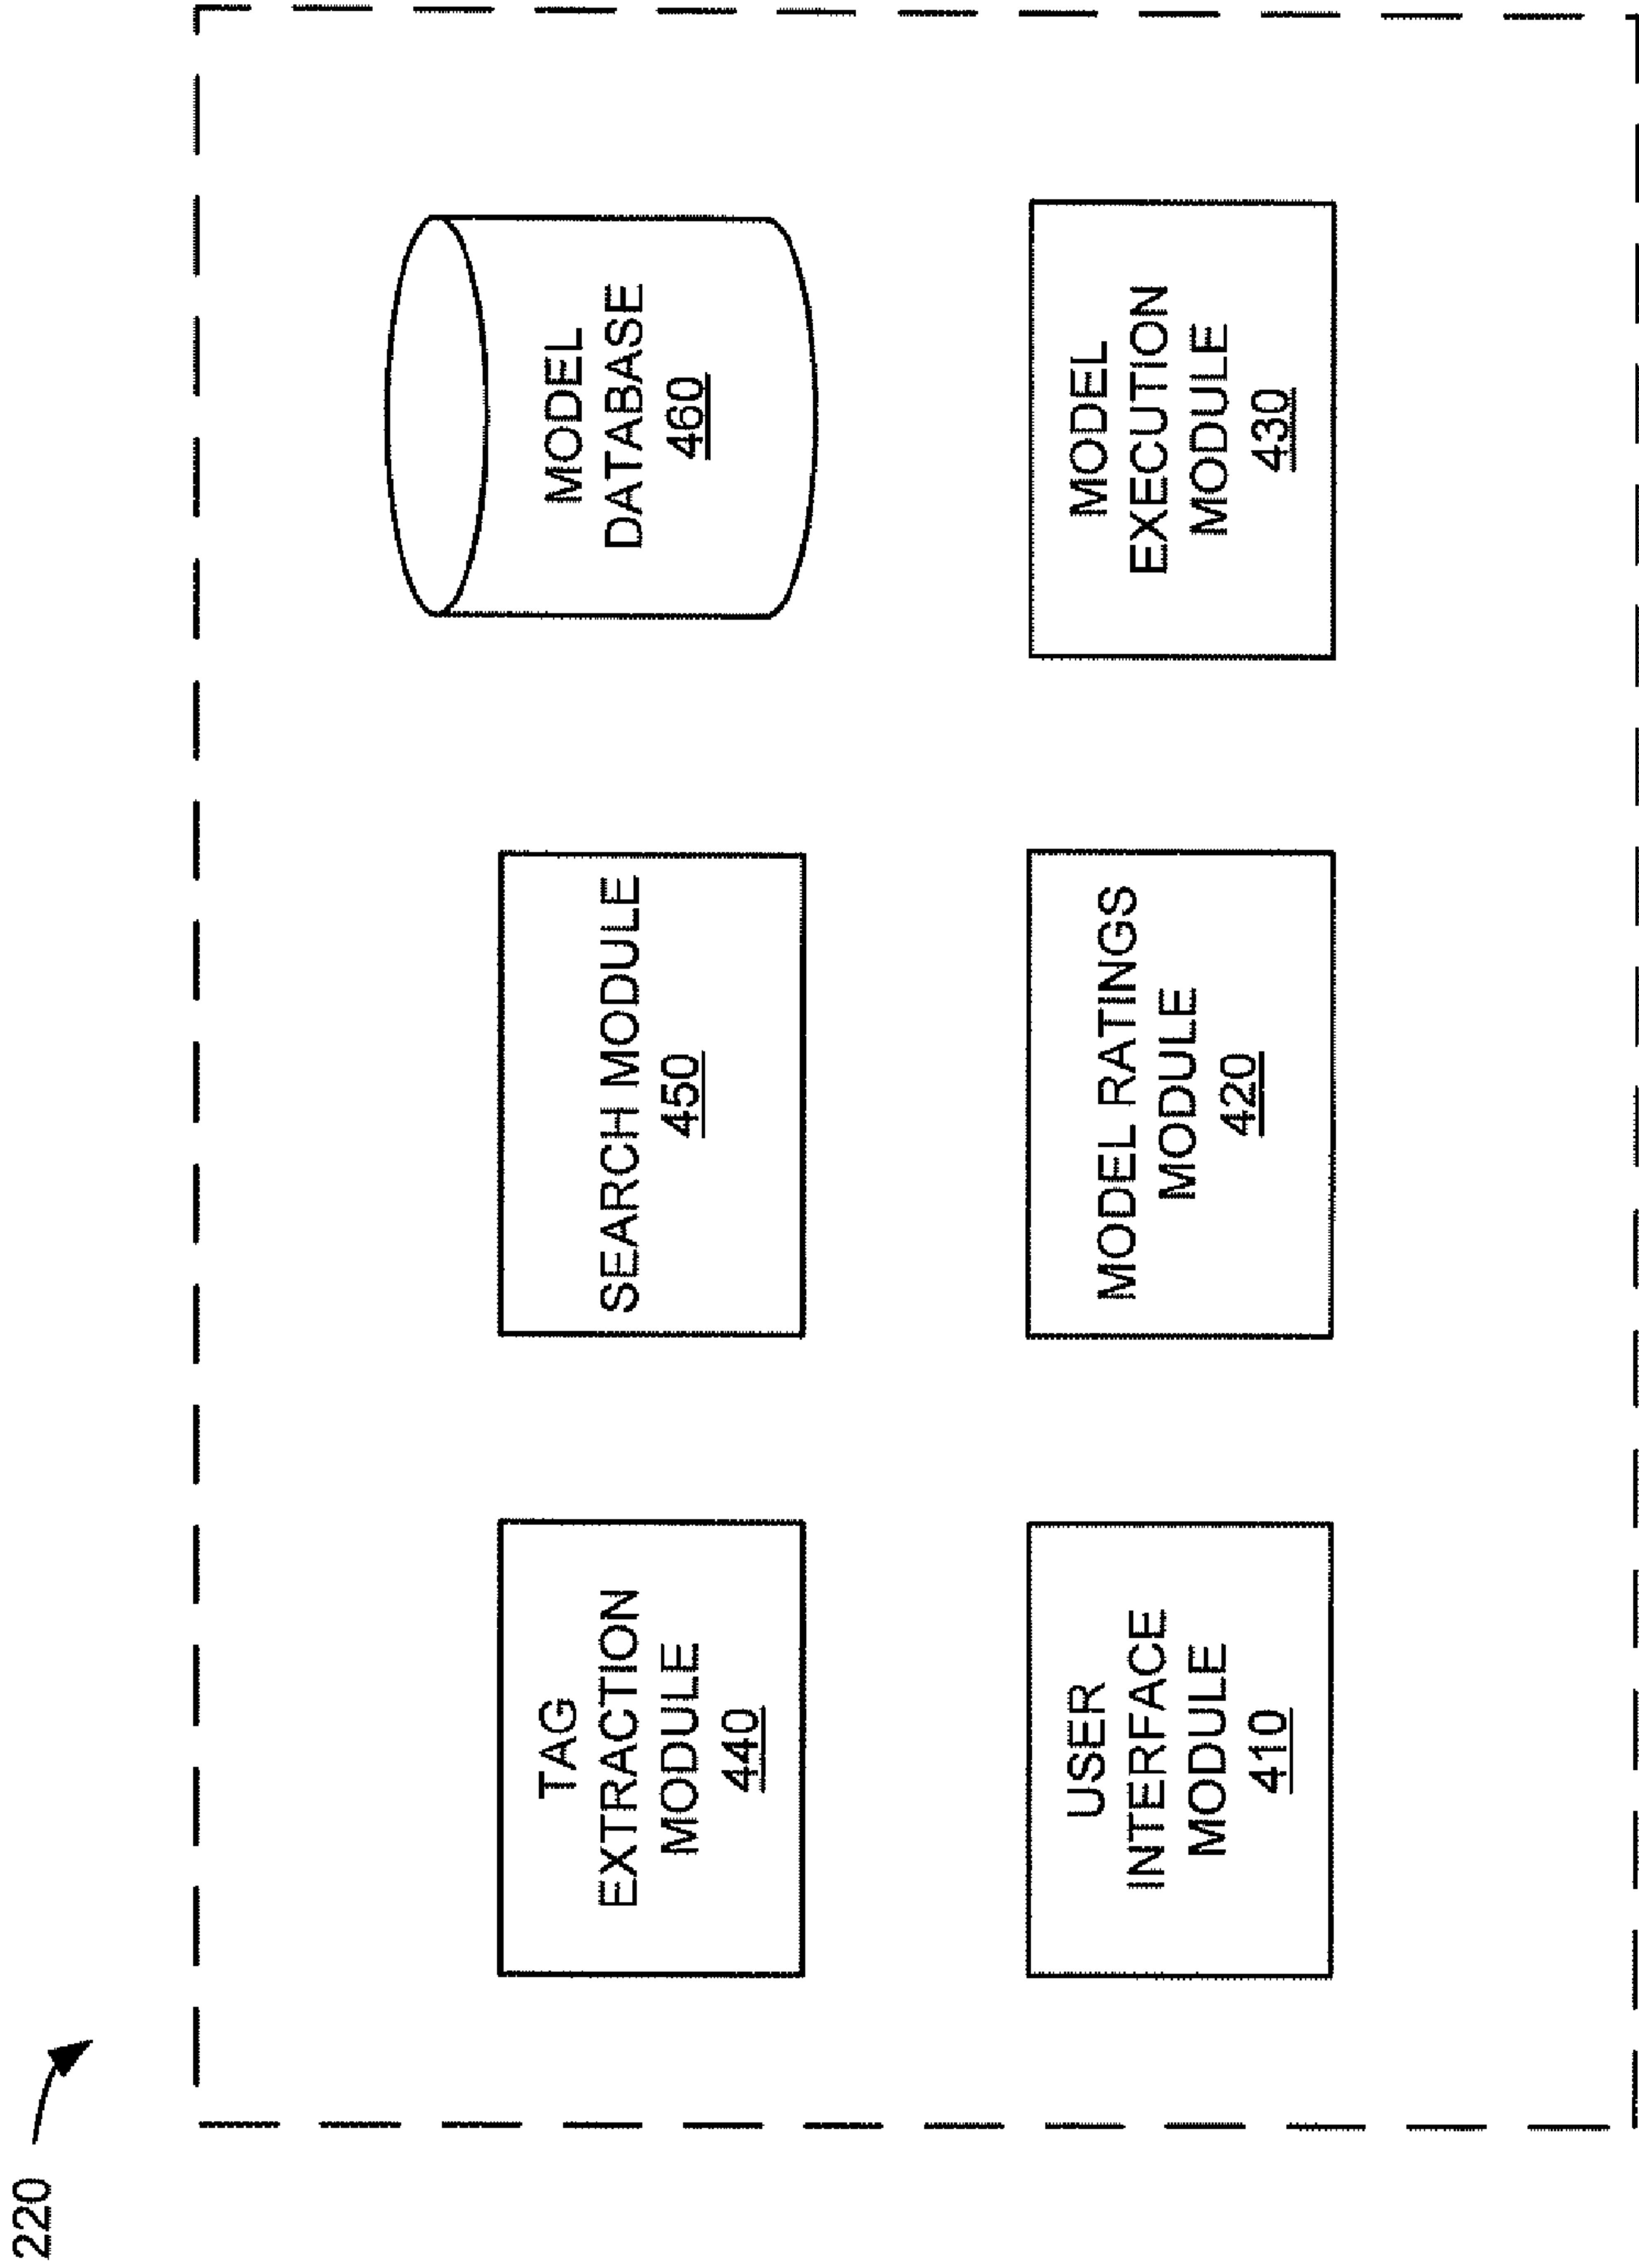 220
TAG
EXTRACTION
MODULE
440
SEARCH MODULE
450
MODEL
DATABASE
460
USER
INTERFACE
MODULE
410
MODEL RATINGS
MODULE
420
MODEL
EXECUTION
MODULE
430